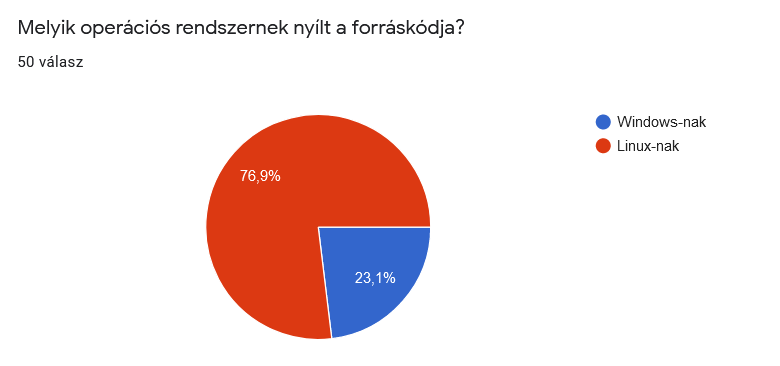 Melyik operációs rendszernek nyílt a forráskódja?
50 válasz
Windows-nak
Linux-nak
76,9%
23,1%